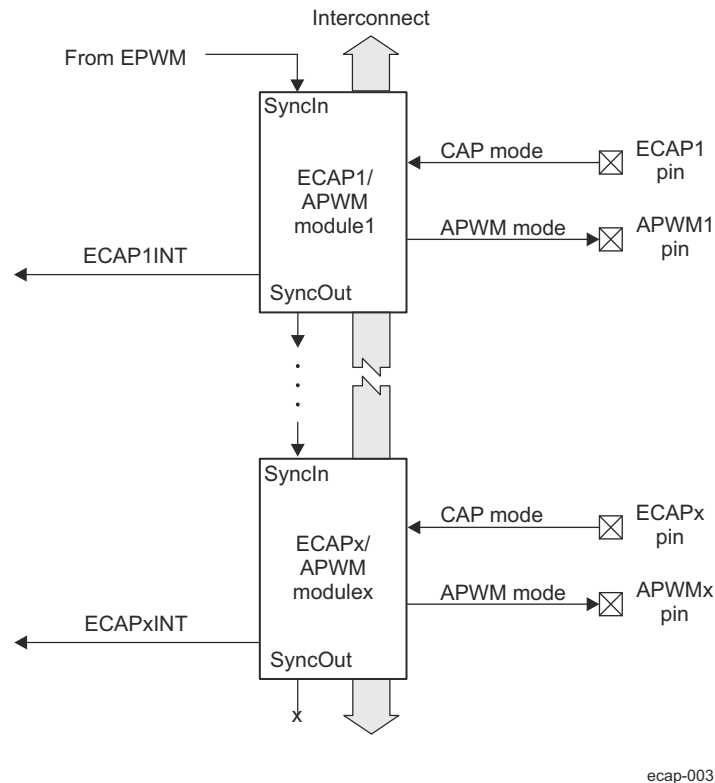 Interconnect
From EPWM
SyncIn
CAP mode
ECAP1
pin
ECAP1/
APWM
module1
APWM mode
APWM1
pin
ECAP1INT
SyncOut
SyncIn
CAP mode
ECAPx
pin
ECAPx/
APWM
modulex
APWM mode
APWMx
pin
ECAPxINT
SyncOut
x
ecap-003